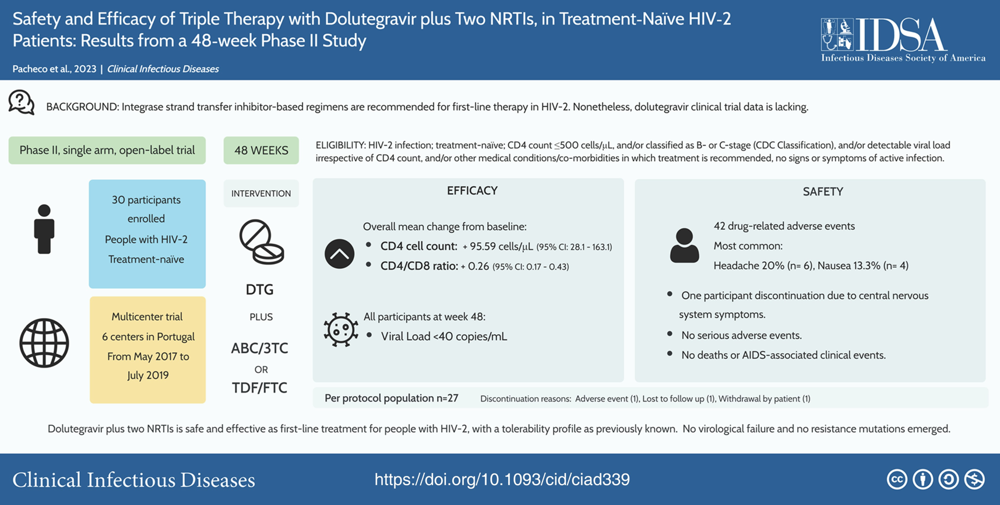 Safety and Efficacy of Triple Therapy with Dolutegravir plus Two NRTIs, in Treatment-Naïve HIV-2
Patients: Results from a 48-week Phase II Study
Pacheco et al., 2023 | Clinical Infectious Diseases
IDSA
Infectious Diseases Society of America
BACKGROUND: Integrase strand transfer inhibitor-based regimens are recommended for first-line therapy in HIV-2. Nonetheless, dolutegravir clinical trial data is lacking.
Phase II, single arm, open-label trial
48 WEEKS
ELIGIBILITY: HIV-2 infection; treatment-naïve; CD4 count ≤500 cells/μL, and/or classified as B- or C-stage (CDC Classification), and/or detectable viral load
irrespective of CD4 count, and/or other medical conditions/co-morbidities in which treatment is recommended, no signs or symptoms of active infection.
30 participants
enrolled
People with HIV-2
Treatment-naïve
Multicenter trial
6 centers in Portugal
From May 2017 to
July 2019
INTERVENTION
DTG
PLUS
ABC/3TC
OR
TDF/FTC
EFFICACY
Overall mean change from baseline:
• CD4 cell count: + 95.59 cells/μL (95% CI: 28.1 - 163.1)
• CD4/CD8 ratio: + 0.26 (95% CI: 0.17 - 0.43)
All participants at week 48:
• Viral Load <40 copies/mL
SAFETY
42 drug-related adverse events
Most common:
Headache 20% (n= 6), Nausea 13.3% (n= 4)
• One participant discontinuation due to central nervous
system symptoms.
• No serious adverse events.
• No deaths or AIDS-associated clinical events.
Per protocol population n=27
Discontinuation reasons: Adverse event (1), Lost to follow up (1), Withdrawal by patient (1)
Dolutegravir plus two NRTIs is safe and effective as first-line treatment for people with HIV-2, with a tolerability profile as previously known. No virological failure and no resistance mutations emerged.
Clinical Infectious Diseases
https://doi.org/10.1093/cid/ciad339
cc